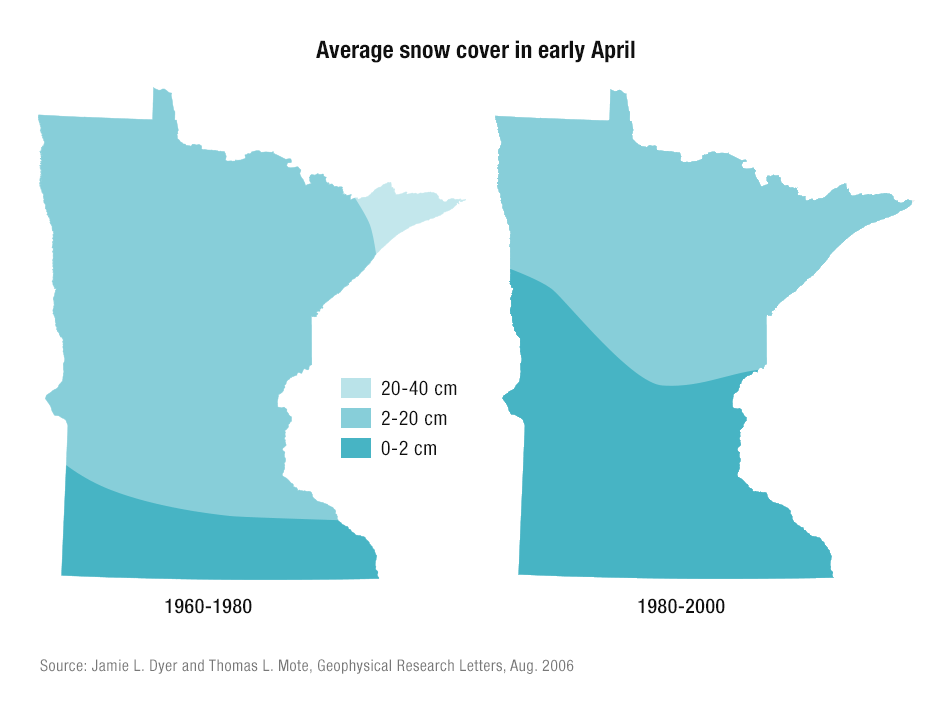 Average snow cover in early April
20-40 cm
2-20 cm
0-2 cm
1960-1980
1980-2000
Source: Jamie L. Dyer and Thomas L. Mote, Geophysical Research Letters, Aug. 2006